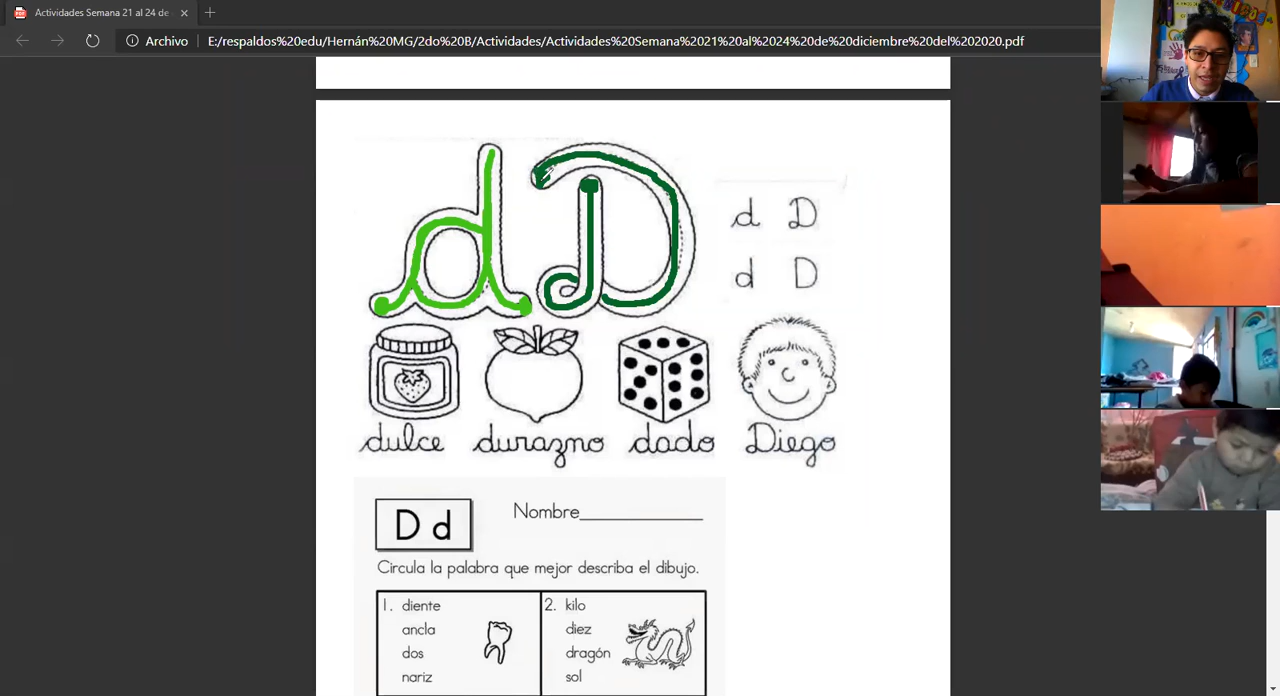 Actividades Semana 21 al 24 de
Archivo E:/respaldos%20edu/Hernán%20MG/2do%20B/Actividades/Actividades%20Semana%2021%20al%2024%20de%20diciembre%20del%202020.pdf
d D
d D
d D
dulce durazno dado Diego
D d
Nombre
Circula la palabra que mejor describa el dibujo.
1. diente
ancla
dos
nariz
2. kilo
diez
dragón
sol